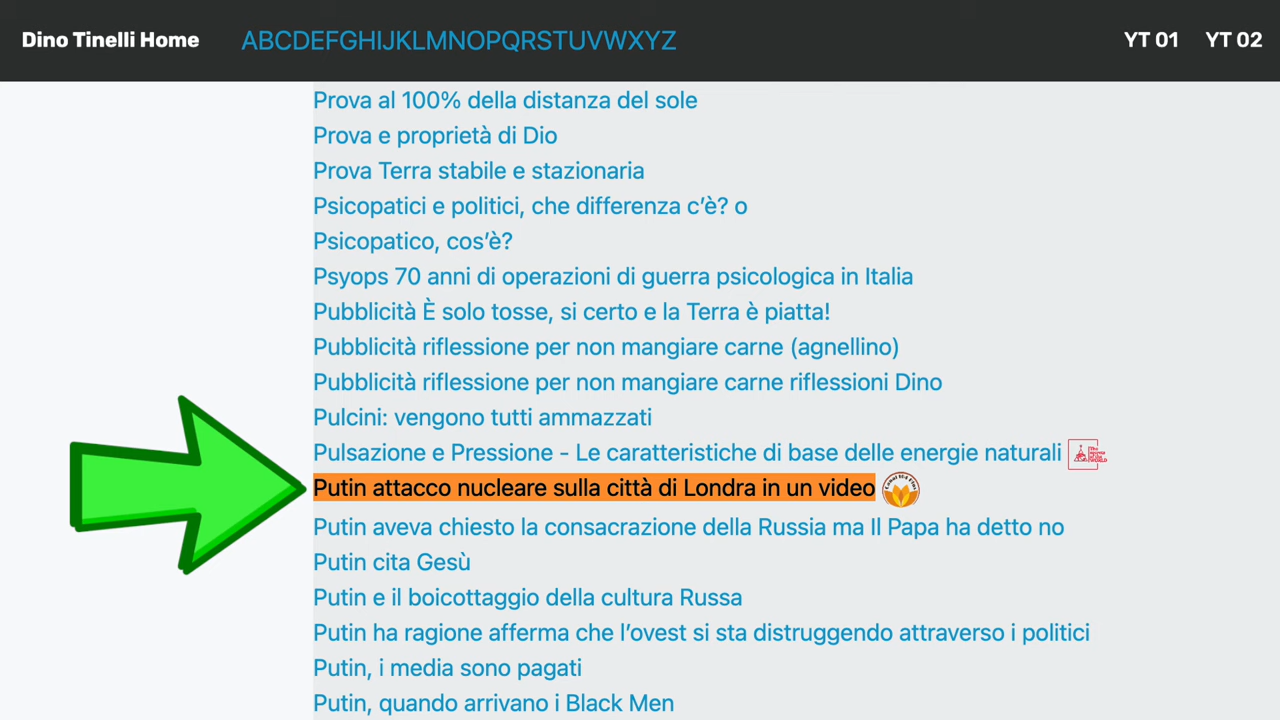 Dino Tinelli Home ABCDEFGHIJKLMNOPQRSTUVWXYZ YT 01 YT 02
Prova al 100% della distanza del sole
Prova e proprietà di Dio
Prova Terra stabile e stazionaria
Psicopatici e politici, che differenza c’è? o
Psicopatico, cos’è?
Psyops 70 anni di operazioni di guerra psicologica in Italia
Pubblicità È solo tosse, si certo e la Terra è piatta!
Pubblicità riflessione per non mangiare carne (agnellino)
Pubblicità riflessione per non mangiare carne riflessioni Dino
Pulcini: vengono tutti ammazzati
Pulsazione e Pressione - Le caratteristiche di base delle energie naturali
Putin attacco nucleare sulla città di Londra in un video
Putin aveva chiesto la consacrazione della Russia ma Il Papa ha detto no
Putin cita Gesù
Putin e il boicottaggio della cultura Russa
Putin ha ragione afferma che l’ovest si sta distruggendo attraverso i politici
Putin, i media sono pagati
Putin, quando arrivano i Black Men